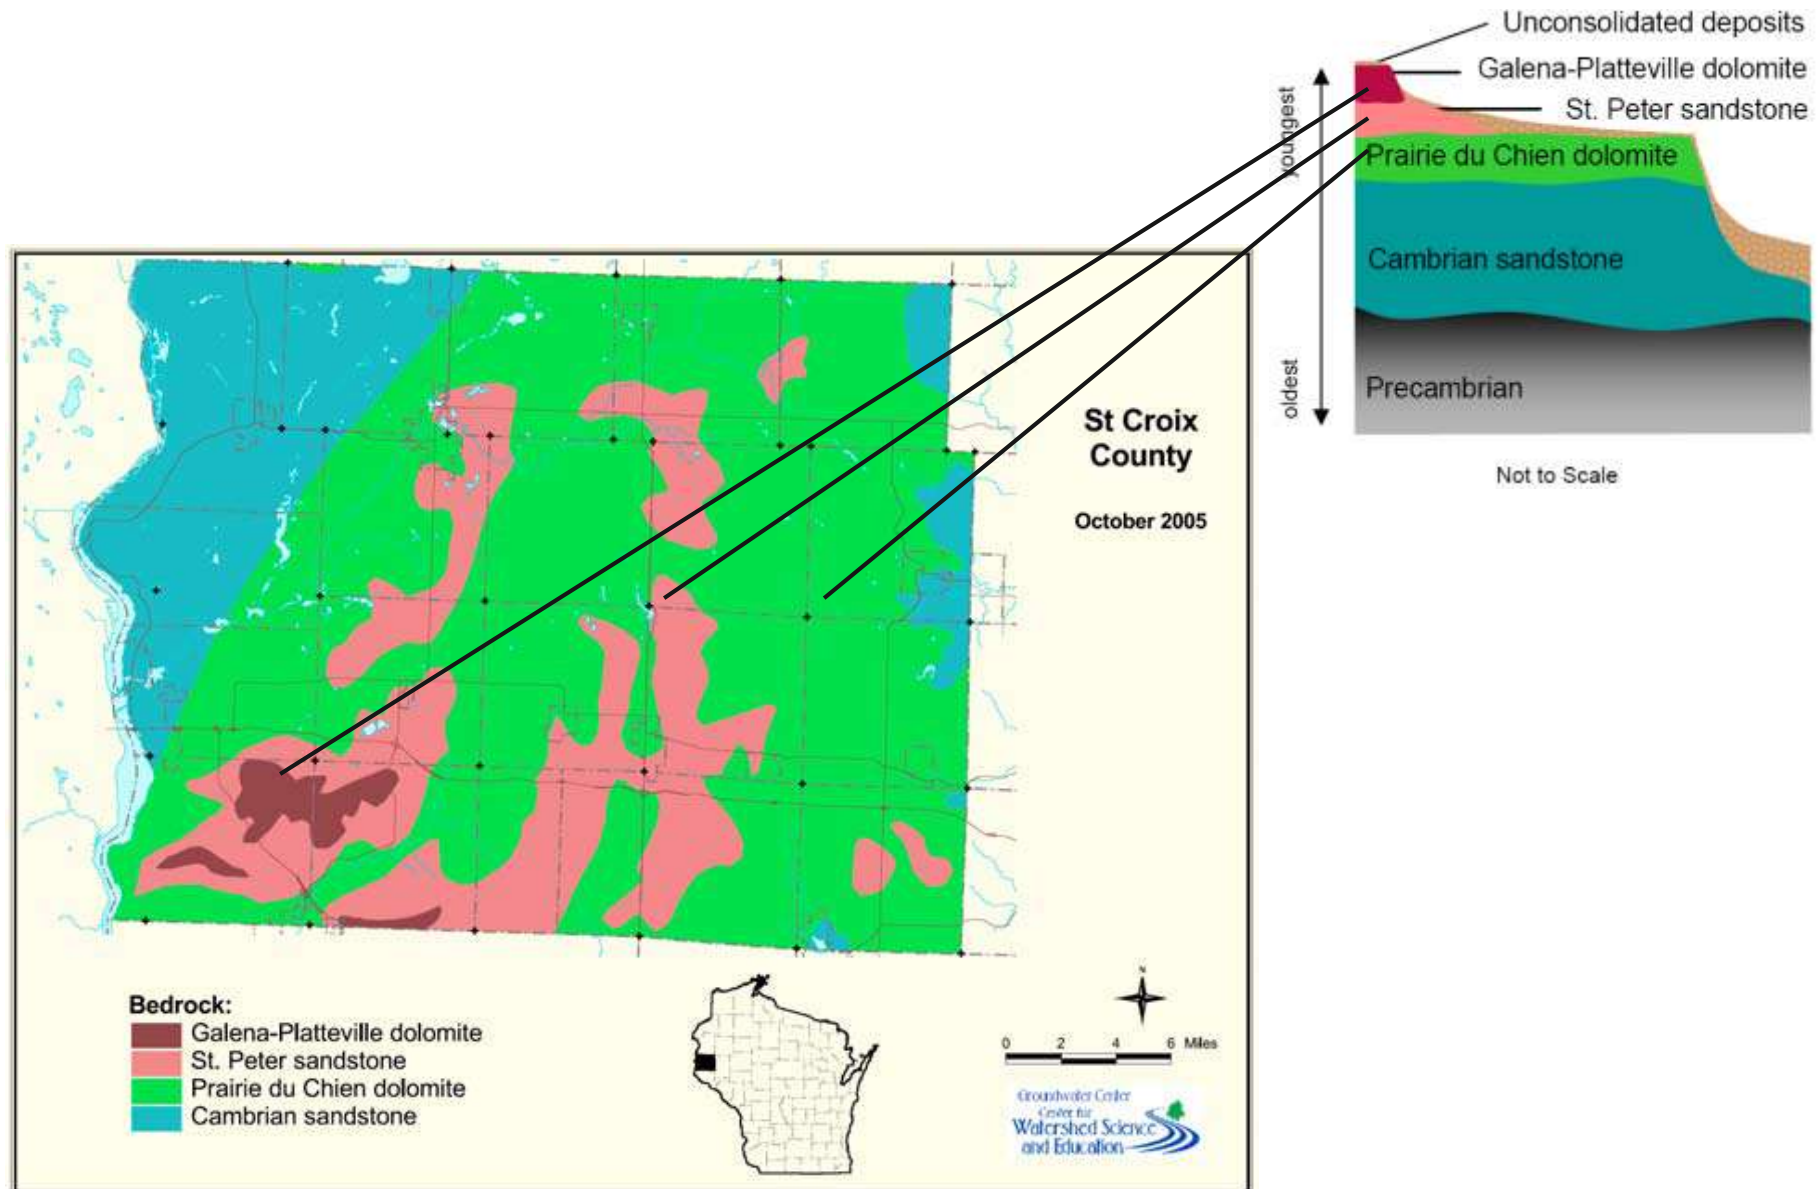 Unconsolidated deposits
Galena-Platteville dolomite
St. Peter sandstone
youngest
Prairie du Chien dolomite
Cambrian sandstone
oldest
Precambrian
Not to Scale
St Croix
County
October 2005
Bedrock:
Galena-Platteville dolomite
St. Peter sandstone
Prairie du Chien dolomite
Cambrian sandstone
N
0 2 4 6 Miles
Groundwater Center
Center for
Watershed Science
and Education